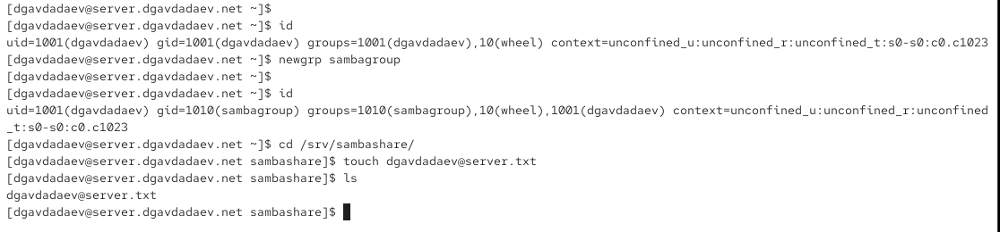 [dgavdadaev@server.dgavdadaev.net ~]$
[dgavdadaev@server.dgavdadaev.net ~]$ id
uid=1001(dgavdadaev) gid=1001(dgavdadaev) groups=1001(dgavdadaev),10(wheel) context=unconfined_u:unconfined_r:unconfined_t:s0-s0:c0.c1023
[dgavdadaev@server.dgavdadaev.net ~]$ newgrp sambagroup
[dgavdadaev@server.dgavdadaev.net ~]$
[dgavdadaev@server.dgavdadaev.net ~]$ id
uid=1001(dgavdadaev) gid=1010(sambagroup) groups=1010(sambagroup),10(wheel),1001(dgavdadaev) context=unconfined_u:unconfined_r:unconfined
_t:s0-s0:c0.c1023
[dgavdadaev@server.dgavdadaev.net ~]$ cd /srv/sambashare/
[dgavdadaev@server.dgavdadaev.net sambashare]$ touch dgavdadaev@server.txt
[dgavdadaev@server.dgavdadaev.net sambashare]$ ls
dgavdadaev@server.txt
[dgavdadaev@server.dgavdadaev.net sambashare]$